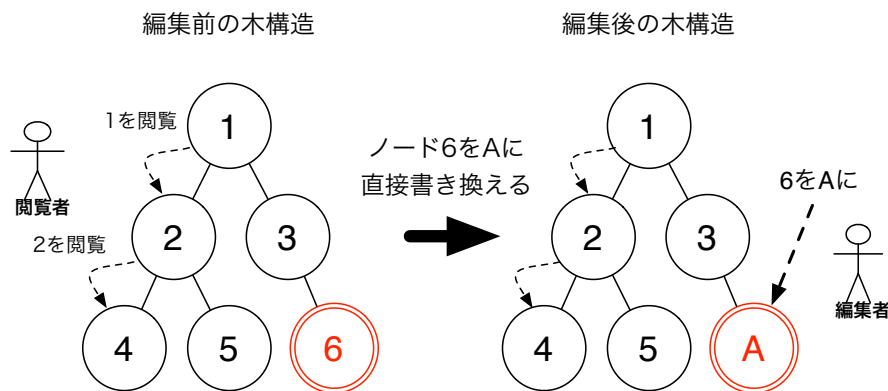 編集前の木構造
編集後の木構造
1を閲覧
1
閲覧者
2を閲覧
2
3
4
5
6
ノード6をAに
直接書き換える
1
6をAに
2
3
編集者
4
5
A